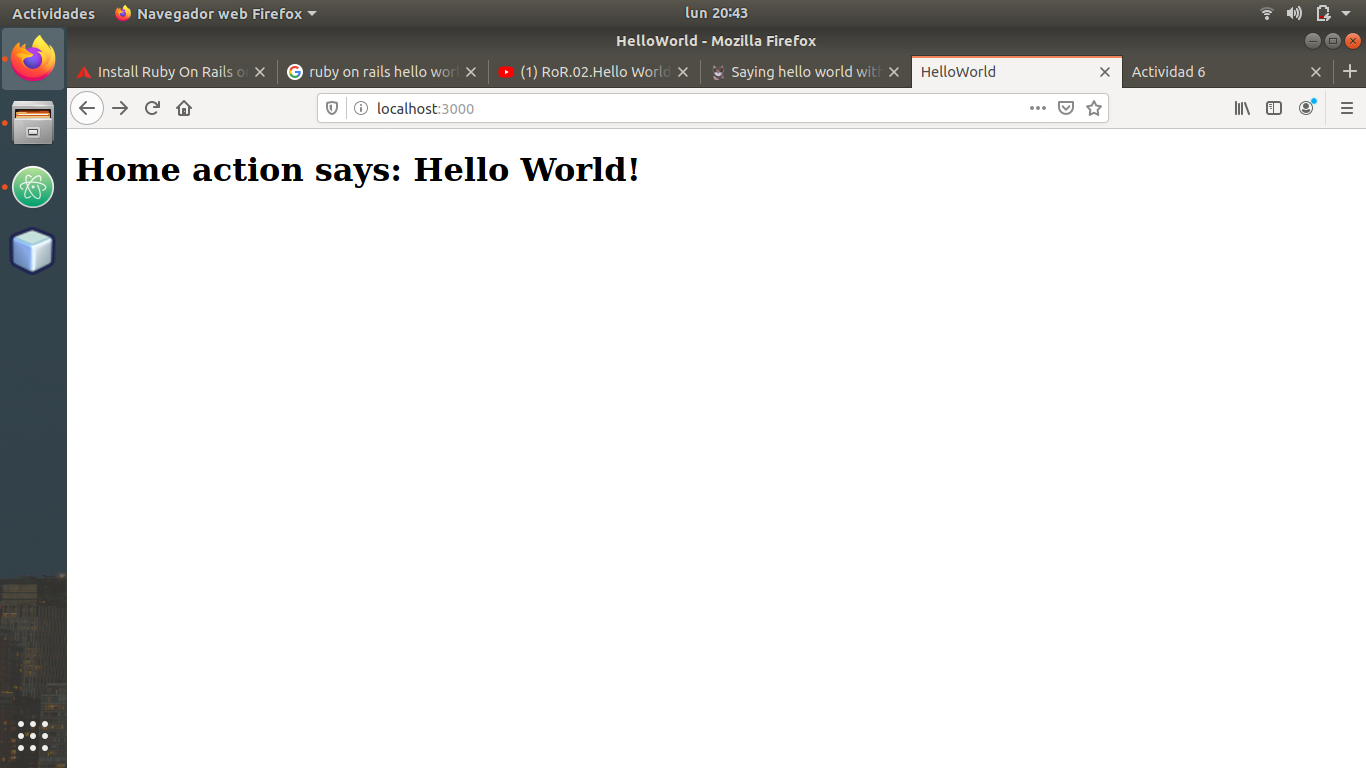 Actividades Navegador web Firefox lun 20:43
HelloWorld - Mozilla Firefox
Install Ruby On Rails o ruby on rails hello wor (1) RoR.02.Hello World Saying hello world wit HelloWorld Actividad 6
localhost:3000
Home action says: Hello World!